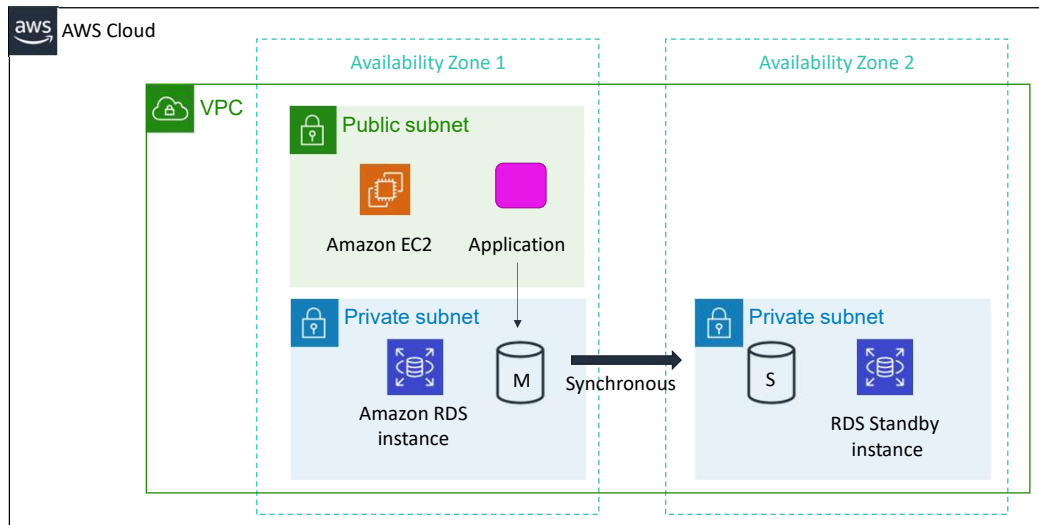 aws
AWS Cloud
Availability Zone 1
Availability Zone 2
VPC
Public subnet
Amazon EC2
Application
Private subnet
Private subnet
M
Synchronous
S
Amazon RDS
instance
RDS Standby
instance